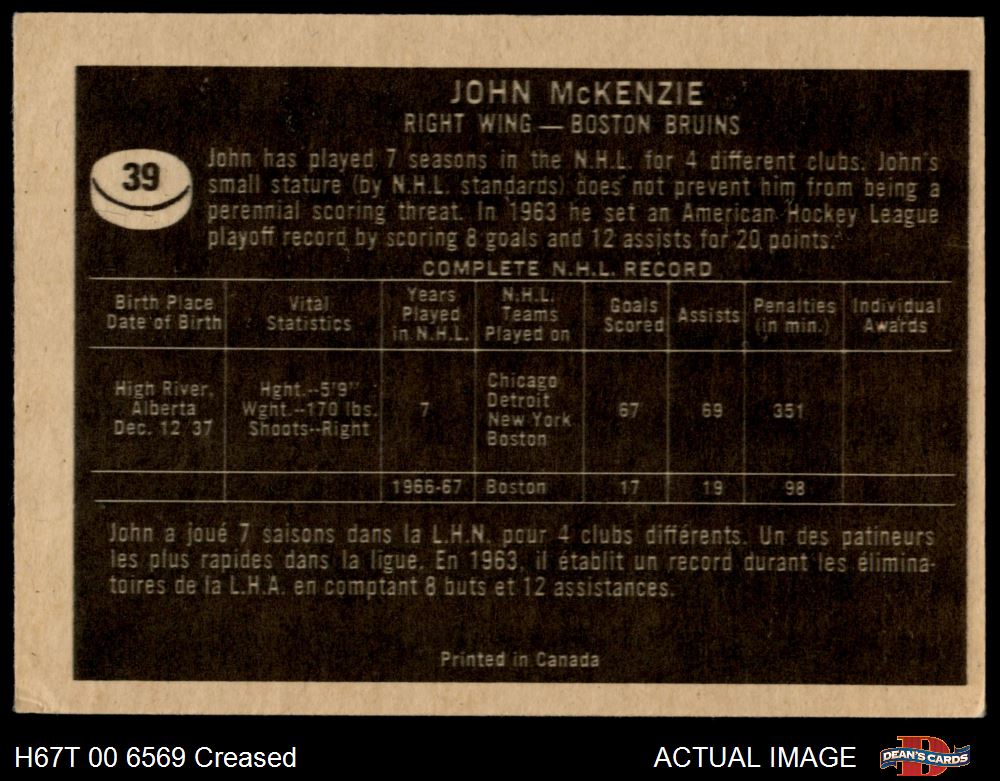 JOHN McKENZIE
RIGHT WING — BOSTON BRUINS
39
John has played 7 seasons in the N.H.L. for 4 different clubs. John's
small stature (by N.H.L. standards) does not prevent him from being a
perennial scoring threat. In 1963 he set an American Hockey League
playoff record by scoring 8 goals and 12 assists for 20 points.
COMPLETE N.H.L. RECORD
Birth Place
Date of Birth
Vital
Statistics
Years
Played
in N.H.L.
N.H.L.
Teams
Played on
Goals
Scored
Assists
Penalties
(in min.)
Individual
Awards
High River,
Alberta
Dec. 12 '37
Hght.--5'9"
Wght.--170 lbs.
Shoots--Right
7
Chicago
Detroit
New York
Boston
67
69
351
1966-67
Boston
17
19
98
John a joué 7 saisons dans la L.H.N. pour 4 clubs différents. Un des patineurs
les plus rapides dans la ligue. En 1963, il établit un record durant les élimina-
toires de la L.H.A. en comptant 8 buts et 12 assistances.
Printed in Canada
H67T 00 6569 Creased
ACTUAL IMAGE
DEAN'S CARDS